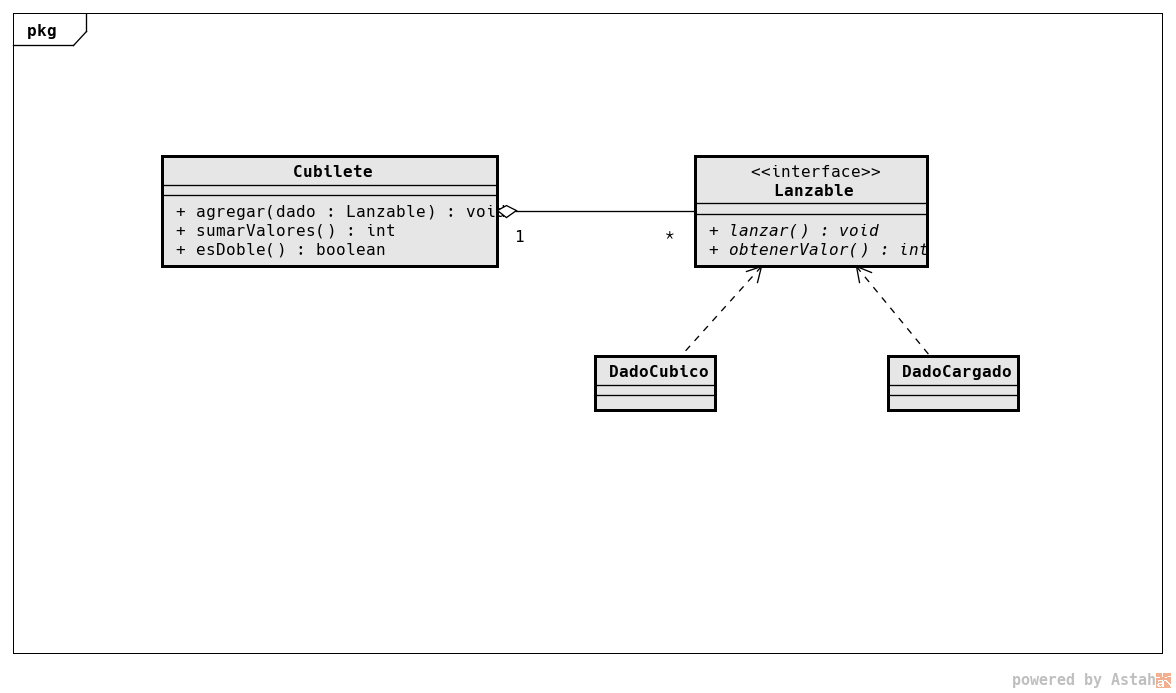 pkg
Cubilete
+ agregar(dado : Lanzable) : void
+ sumarValores() : int
+ esDoble() : boolean
1
*
<<interface>>
Lanzable
+ lanzar() : void
+ obtenerValor() : int
DadoCubico
DadoCargado
powered by Astah